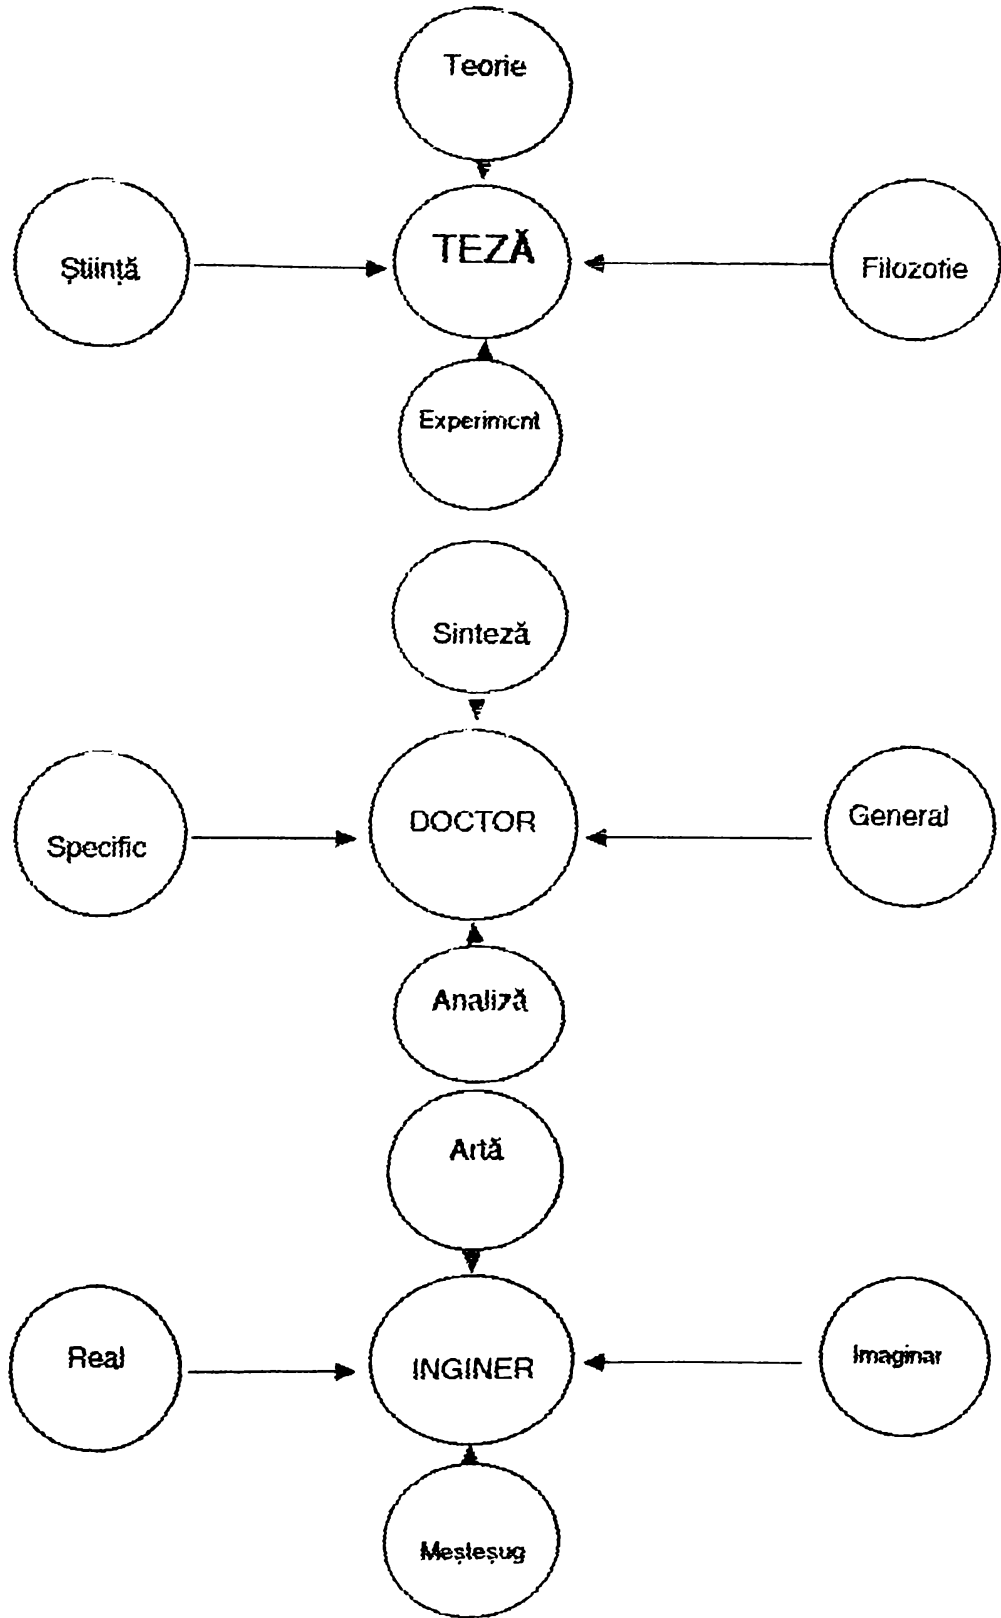 Teorie
Știință
TEZĂ
Filozofie
Experiment
Sinteză
Specific
DOCTOR
General
Analiză
Artă
Real
INGINER
Imaginar
Meșteșug